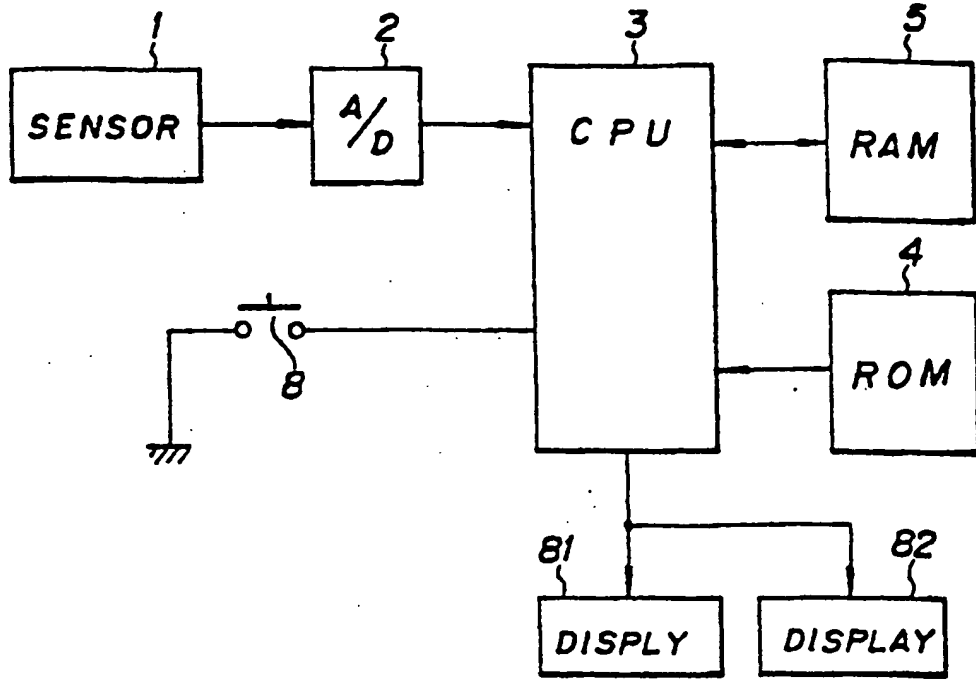 1
2
3
5
SENSOR
A/D
CPU
RAM
4
8
ROM
81
82
DISPLY
DISPLAY